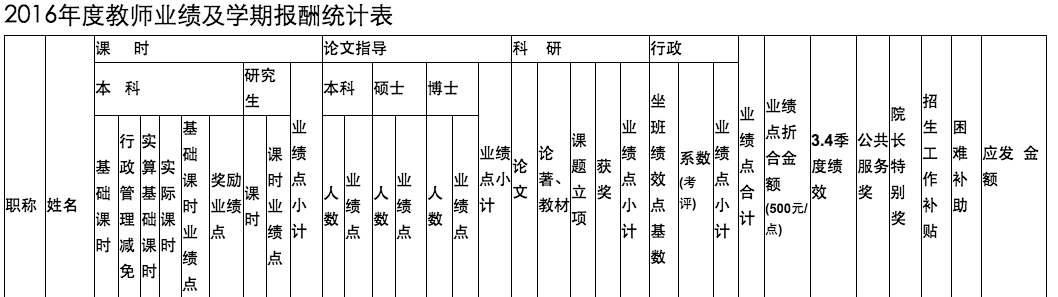 2016年度教师业绩及学期报酬统计表
课 时
论文指导
科 研
行政
本 科
研究生
本科
硕士
博士
职称
姓名
基础课时
行政管理减免
实算基础课时
实际课时
基础课时业绩点
奖励业绩点
课时
课时业绩点
业绩点小计
人数
业绩点
人数
业绩点
人数
业绩点
业绩点小计
论文
论著、教材
课题立项
获奖
业绩点小计
坐班绩效点基数
系数(考评)
业绩点小计
业绩点合计
业绩点折合金额(500元/点)
3.4季度绩效
公共服务奖
院长特别奖
招生工作补贴
困难补助
应发 金额